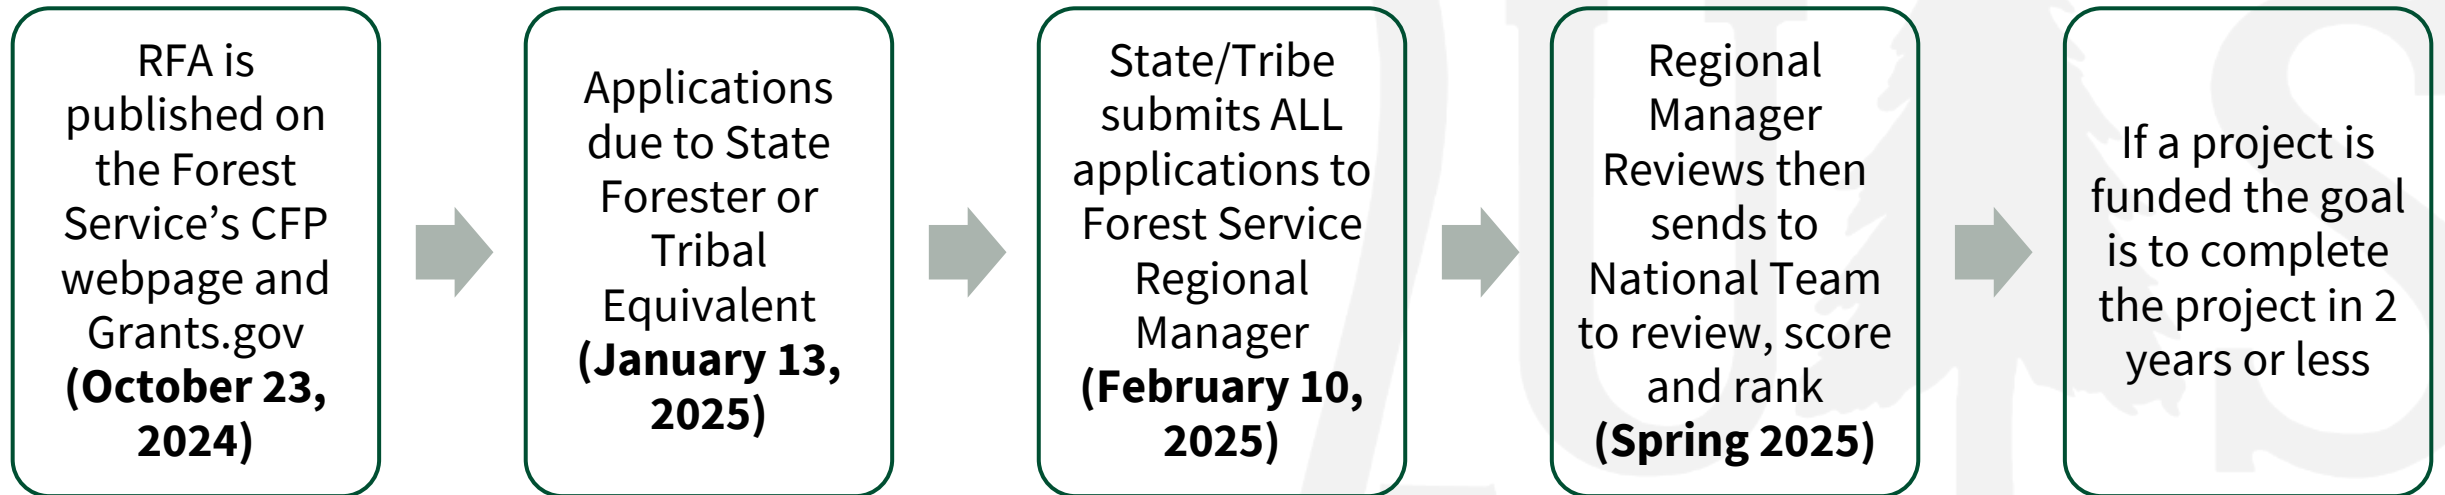 RFA is
published on
the Forest
Service’s CFP
webpage and
Grants.gov
(October 23,
2024)
Applications
due to State
Forester or
Tribal
Equivalent
(January 13,
2025)
State/Tribe
submits ALL
applications to
Forest Service
Regional
Manager
(February 10,
2025)
Regional
Manager
Reviews then
sends to
National Team
to review, score
and rank
(Spring 2025)
If a project is
funded the goal
is to complete
the project in 2
years or less